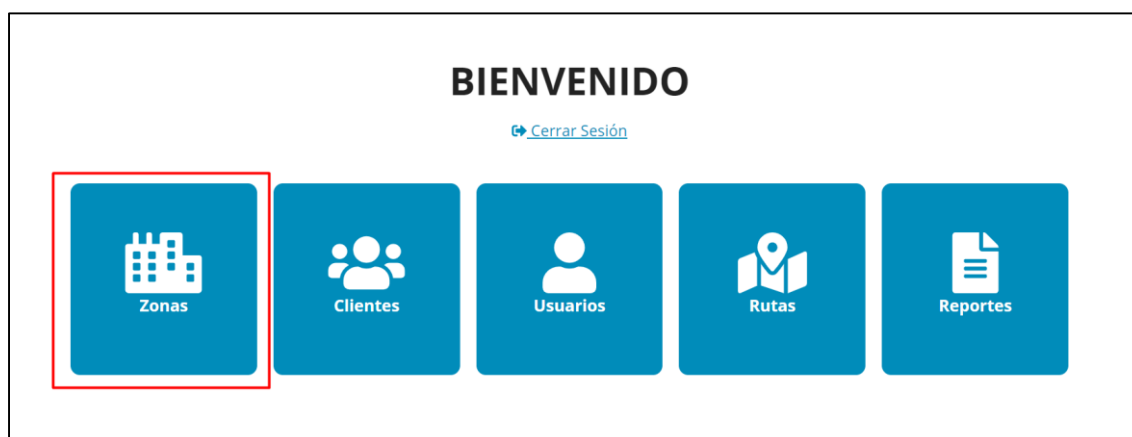 BIENVENIDO
Cerrar Sesión
Zonas
Clientes
Usuarios
Rutas
Reportes